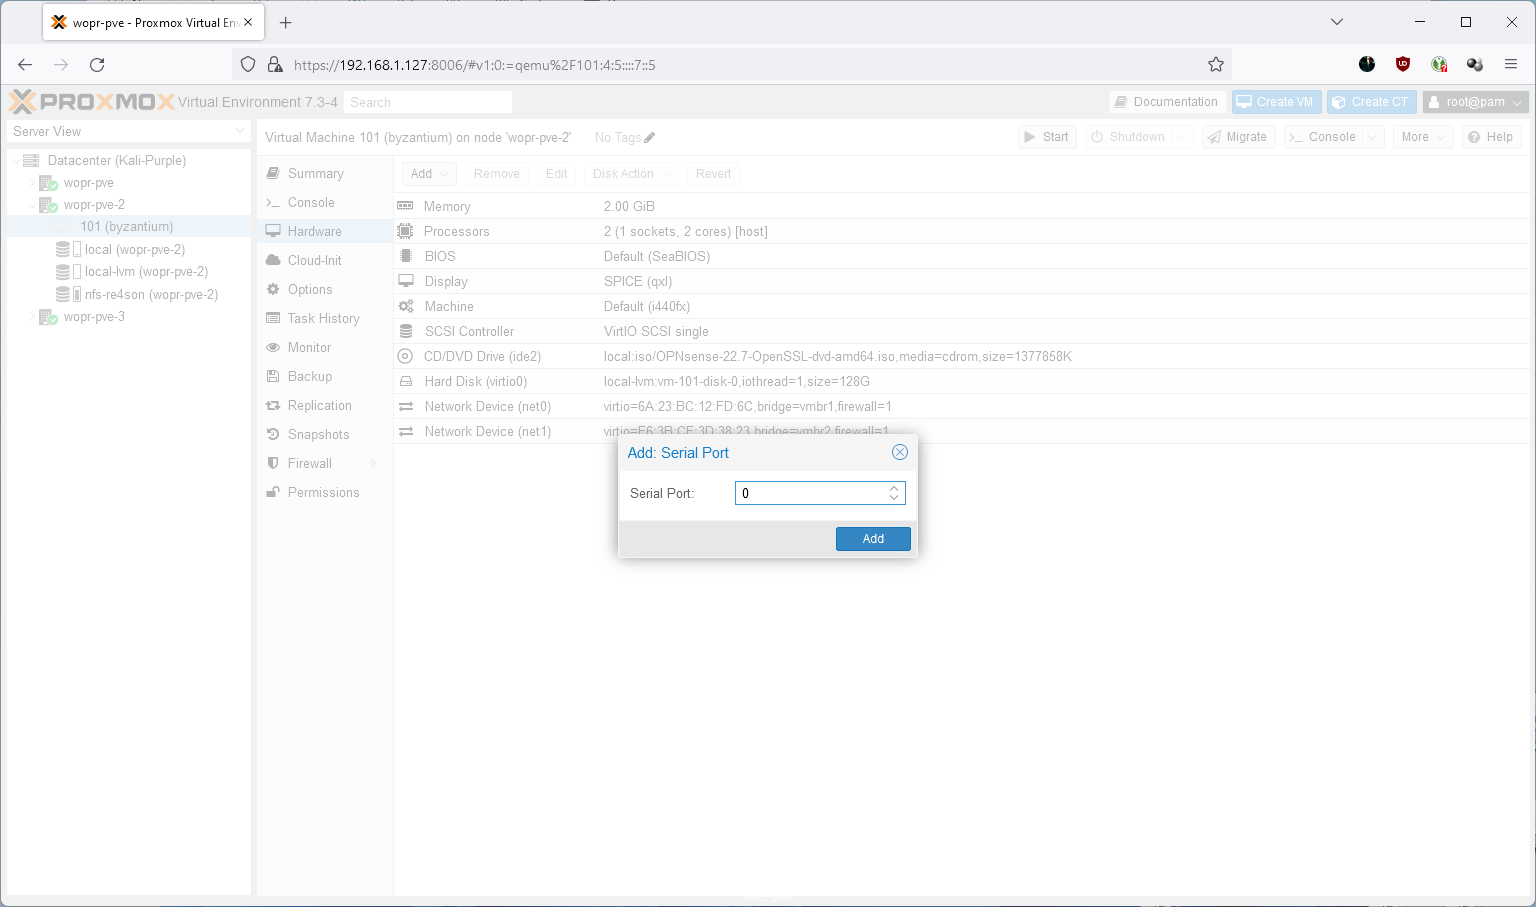 wopr-pve - Proxmox Virtual En
https://192.168.1.127:8006/#v1:0:=qemu%2F101:4:5::::7::5
PROXMOX Virtual Environment 7.3-4 Search Documentation Create VM Create CT root@pam
Server View
Virtual Machine 101 (byzantium) on node 'wopr-pve-2' No Tags Start Shutdown Migrate Console More Help
Datacenter (Kali-Purple)
wopr-pve
wopr-pve-2
101 (byzantium)
local (wopr-pve-2)
local-lvm (wopr-pve-2)
nfs-re4son (wopr-pve-2)
wopr-pve-3
Summary
Console
Hardware
Cloud-Init
Options
Task History
Monitor
Backup
Replication
Snapshots
Firewall
Permissions
Add Remove Edit Disk Action Revert
Memory 2.00 GiB
Processors 2 (1 sockets, 2 cores) [host]
BIOS Default (SeaBIOS)
Display SPICE (qxl)
Machine Default (i440fx)
SCSI Controller VirtIO SCSI single
CD/DVD Drive (ide2) local:iso/OPNsense-22.7-OpenSSL-dvd-amd64.iso,media=cdrom,size=1377858K
Hard Disk (virtio0) local-lvm:vm-101-disk-0,iothread=1,size=128G
Network Device (net0) virtio=6A:23:BC:12:FD:6C,bridge=vmbr1,firewall=1
Network Device (net1) virtio=E6:3B:CE:3D:38:23,bridge=vmbr2,firewall=1
Add: Serial Port
Serial Port: 0
Add